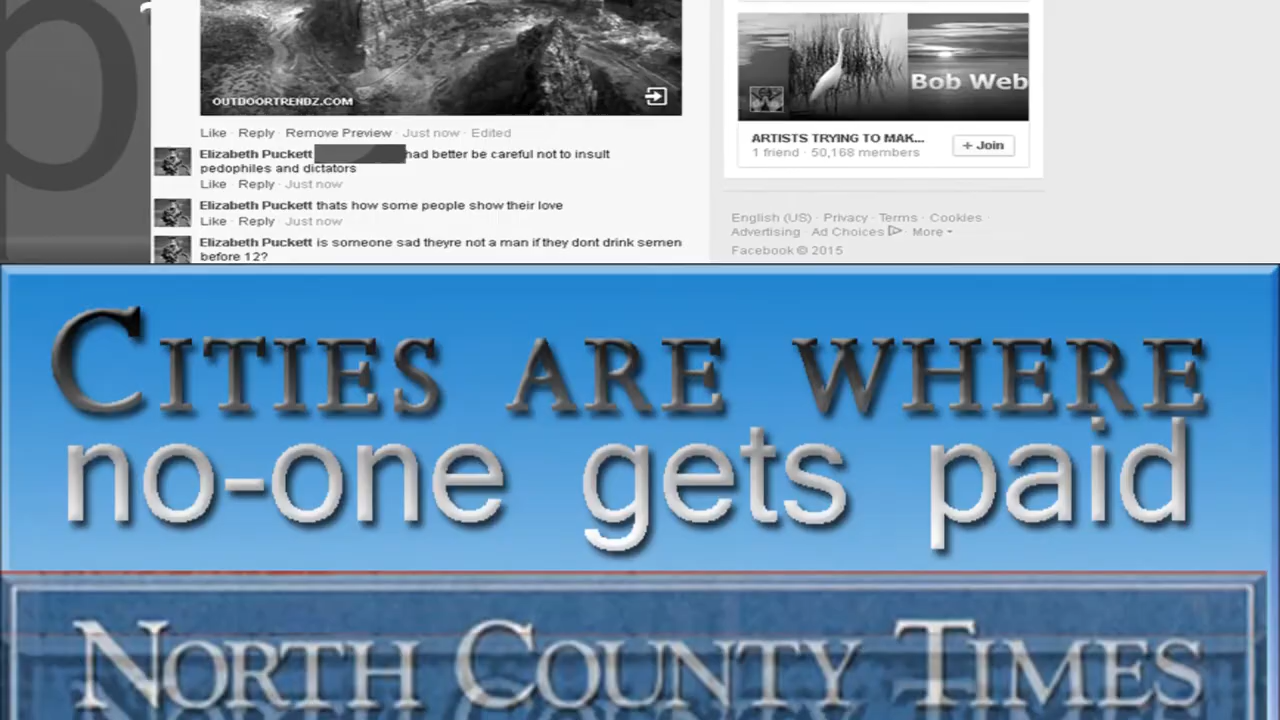 OUTDOORTRENDZ.COM
Bob Web
Like · Reply · Remove Preview · Just now · Edited
ARTISTS TRYING TO MAK...
1 friend · 50,168 members
+ Join
Elizabeth Puckett had better be careful not to insult
pedophiles and dictators
Like · Reply · Just now
Elizabeth Puckett thats how some people show their love
Like · Reply · Just now
Elizabeth Puckett is someone sad theyre not a man if they dont drink semen
before 12?
English (US) · Privacy · Terms · Cookies ·
Advertising · Ad Choices · More
Facebook © 2015
p
CITIES ARE WHERE
no-one gets paid
NORTH COUNTY TIMES